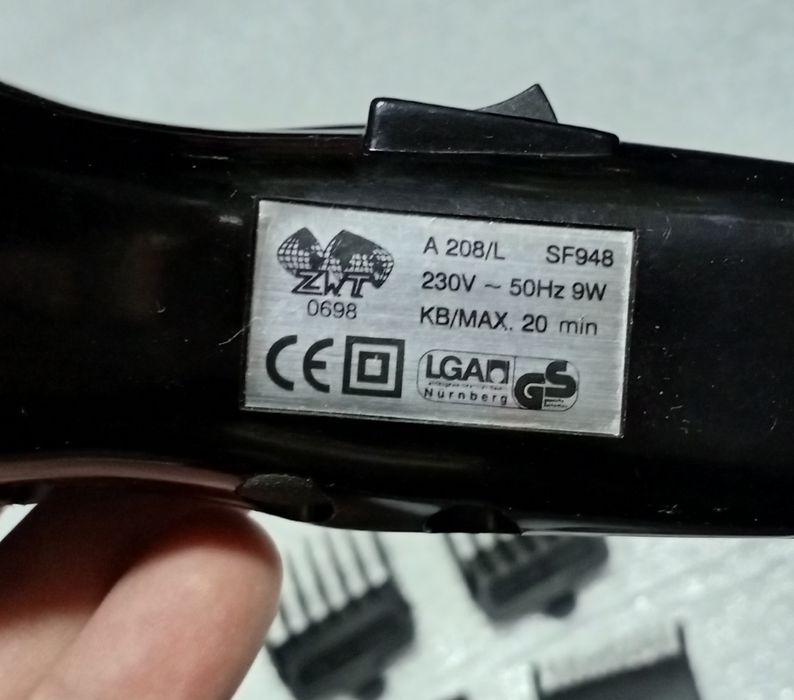 A 208/L SF948
230V ~ 50Hz 9W
KB/MAX. 20 min
ZWT
0698
CE
LGA
Nürnberg
GS